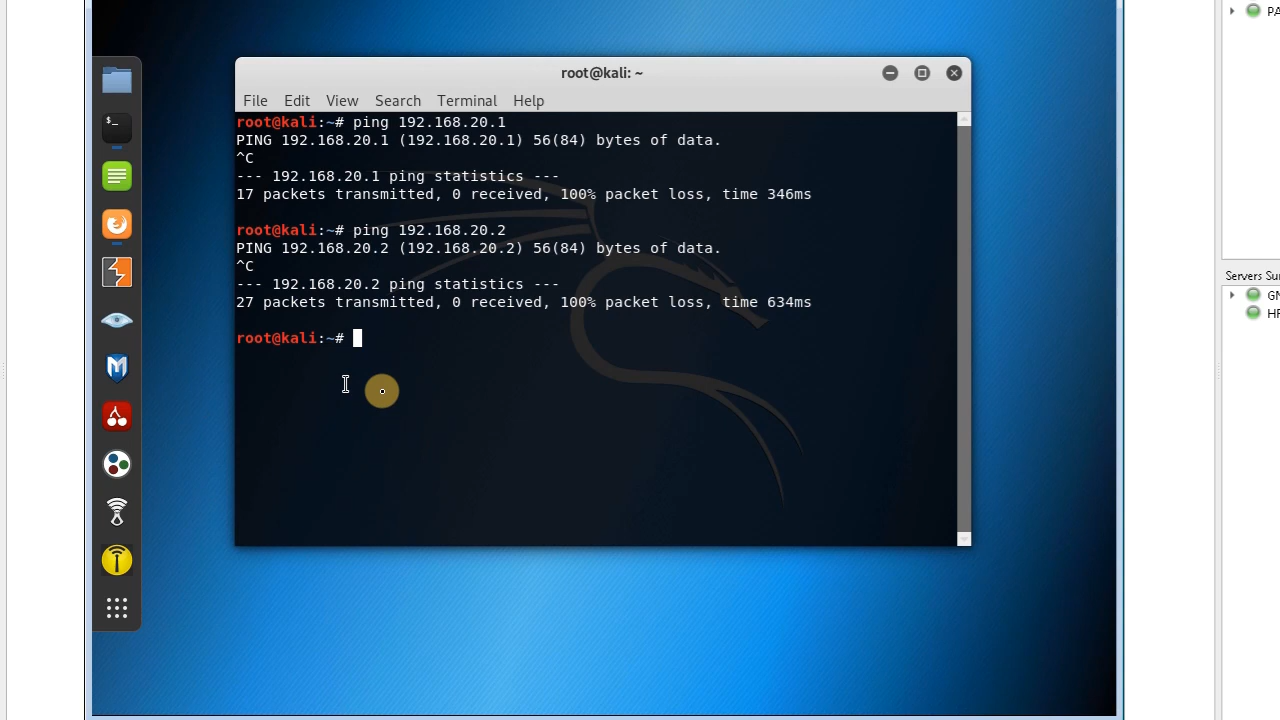 PA
root@kali: ~
File Edit View Search Terminal Help
root@kali:~# ping 192.168.20.1
PING 192.168.20.1 (192.168.20.1) 56(84) bytes of data.
^C
--- 192.168.20.1 ping statistics ---
17 packets transmitted, 0 received, 100% packet loss, time 346ms
root@kali:~# ping 192.168.20.2
PING 192.168.20.2 (192.168.20.2) 56(84) bytes of data.
^C
--- 192.168.20.2 ping statistics ---
27 packets transmitted, 0 received, 100% packet loss, time 634ms
root@kali:~#
Servers Su
GN